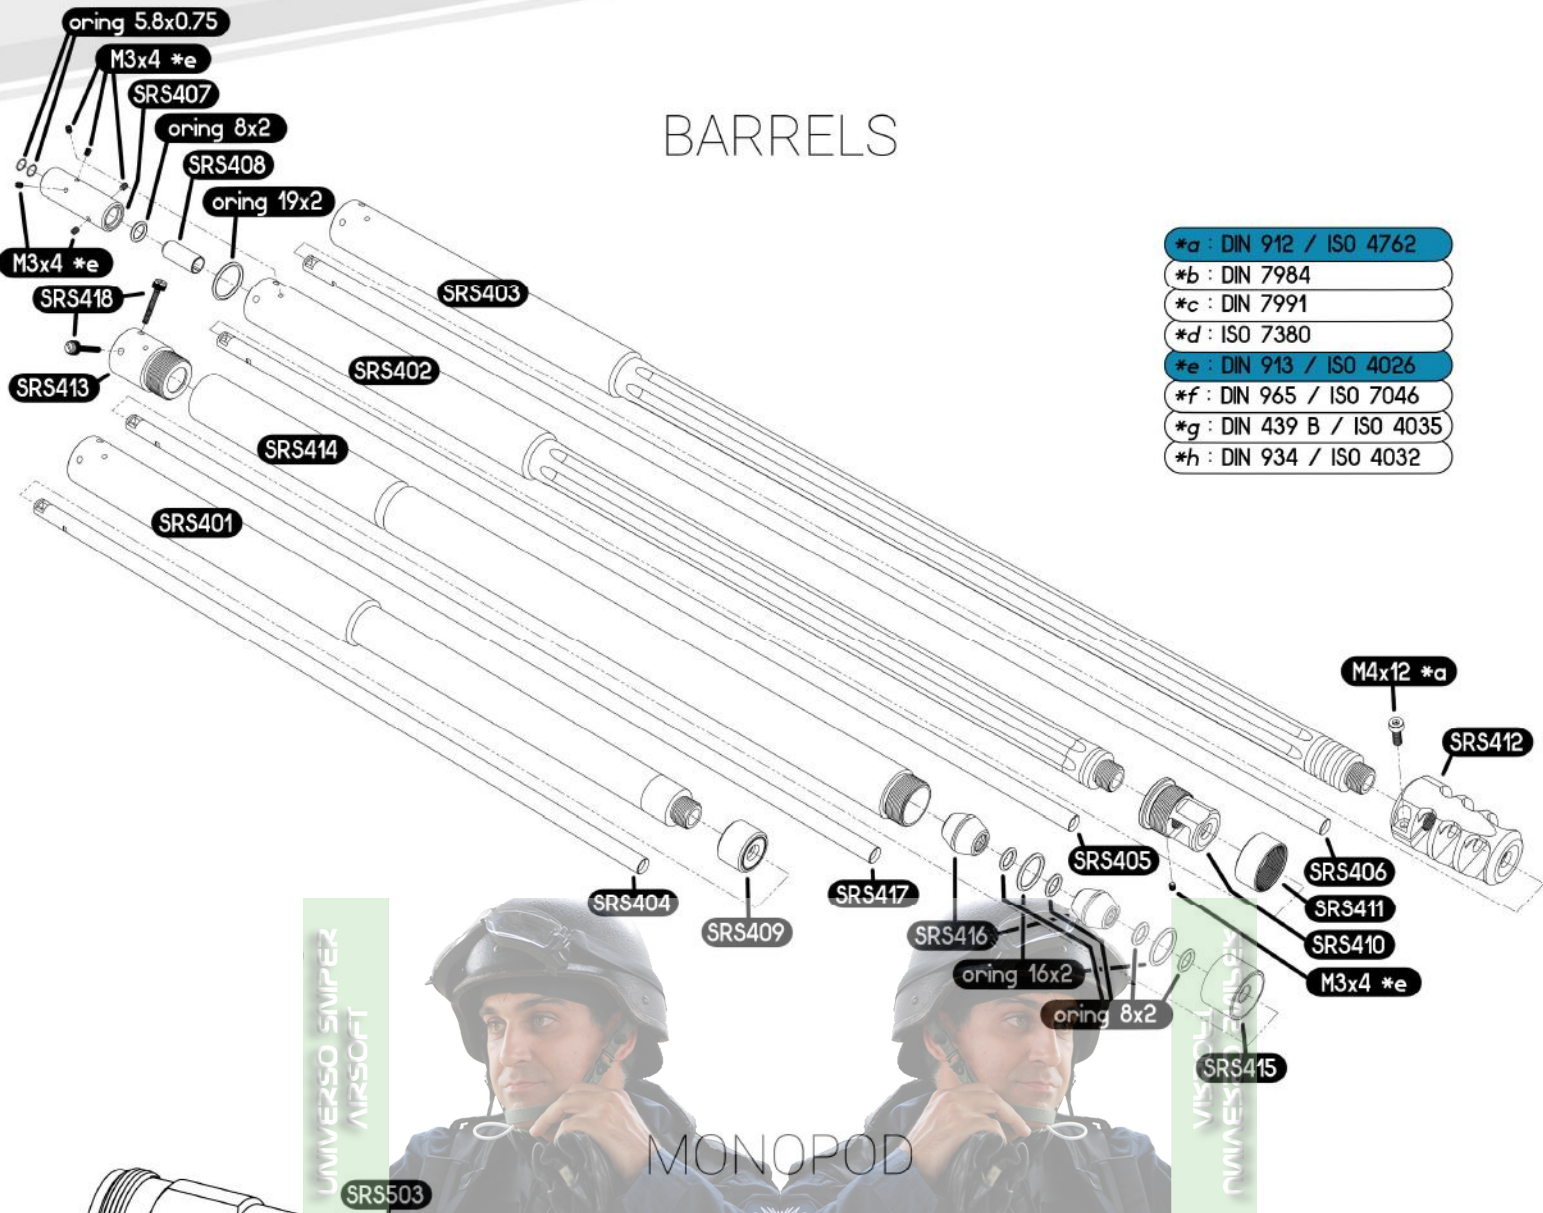 oring 5.8x0.75
M3x4 *e
SRS407
oring 8x2
SRS408
oring 19x2
M3x4 *e
SRS418
SRS413
BARRELS
SRS403
SRS402
SRS414
SRS401
*a : DIN 912 / ISO 4762
*b : DIN 7984
*c : DIN 7991
*d : ISO 7380
*e : DIN 913 / ISO 4026
*f : DIN 965 / ISO 7046
*g : DIN 439 B / ISO 4035
*h : DIN 934 / ISO 4032
M4x12 *a
SRS412
SRS405
SRS406
SRS404
SRS417
SRS411
SRS409
SRS416
SRS410
oring 16x2
M3x4 *e
oring 8x2
SRS415
UNIVERSO SNIPER
AIRSOFT
UNIVERSO SNIPER
AIRSOFT
MONOPOD
SRS503